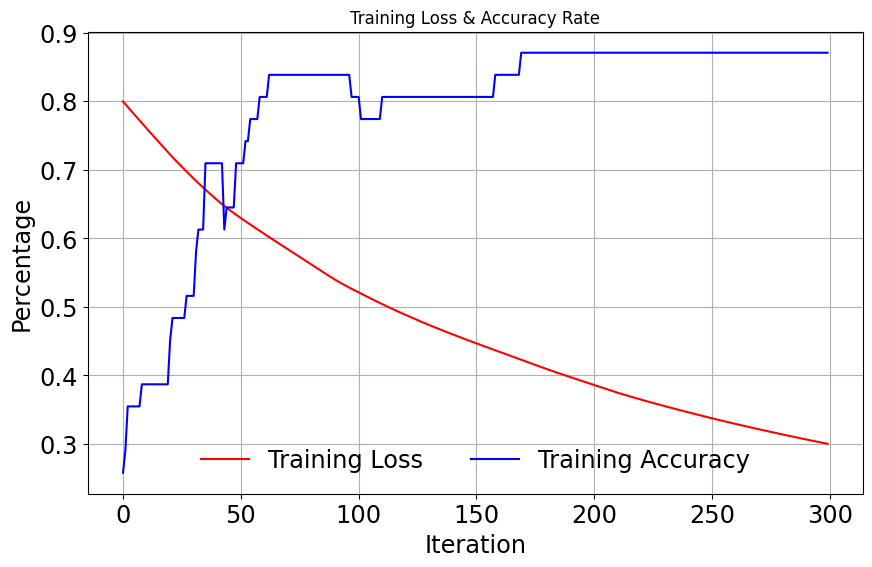 Training Loss & Accuracy Rate
0.9
0.8
0.7
0.6
0.5
0.4
0.3
Percentage
Training Loss
Training Accuracy
0 50 100 150 200 250 300
Iteration